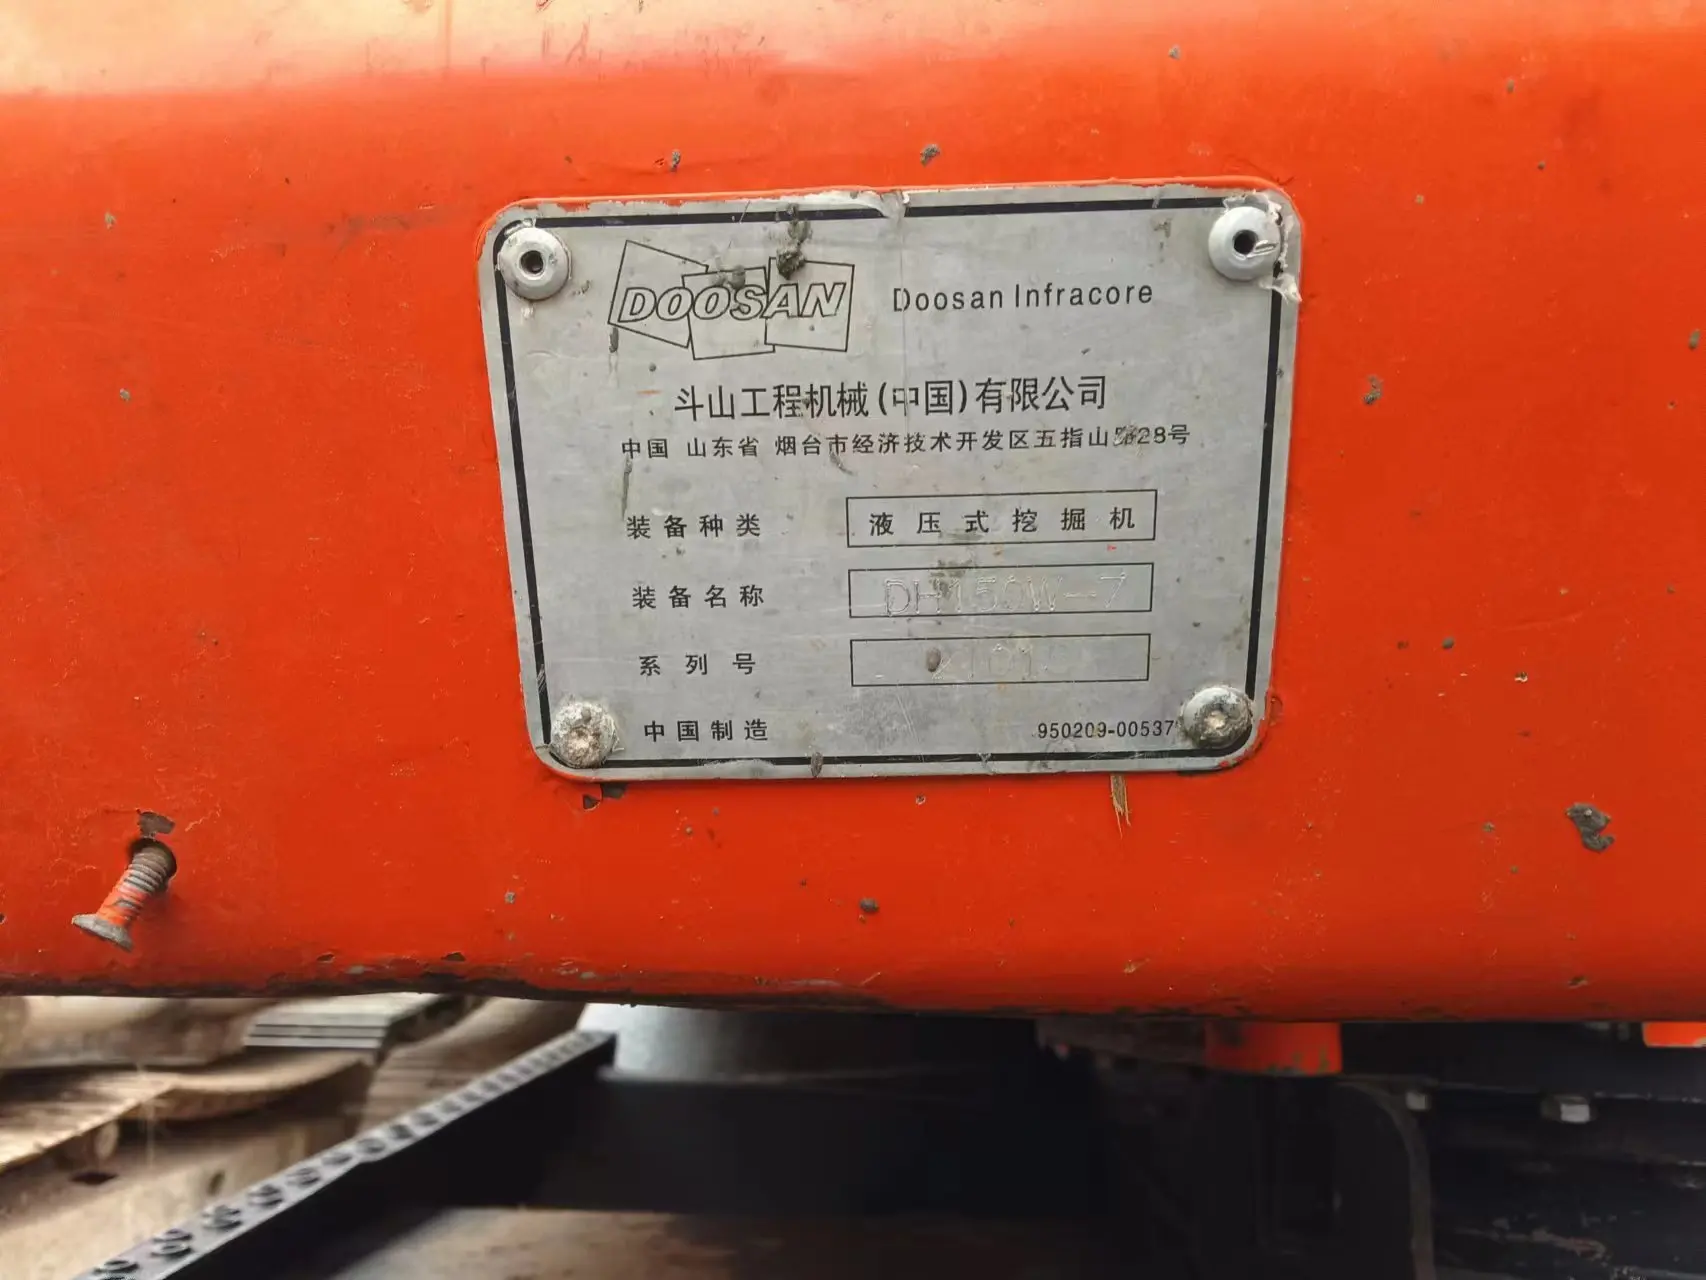 DOOSAN Doosan Infracore
斗山工程机械(中国)有限公司
中国 山东省 烟台市经济技术开发区五指山路28号
装备种类 液压式挖掘机
装备名称 DH150W-7
系列号
中国制造 950209-00537